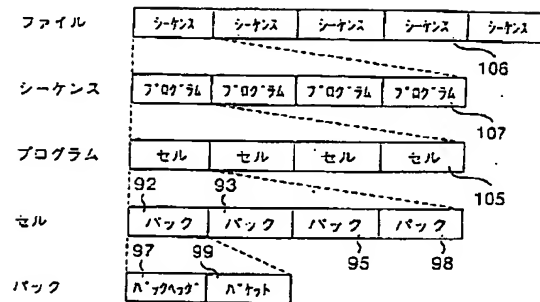 ファイル シーケンス シーケンス シーケンス シーケンス シーケンス
106
シーケンス プログラム プログラム プログラム プログラム
107
プログラム セル セル セル セル
105
92 93
セル パック パック パック パック
97 99 95 98
パック パックヘッダ パケット